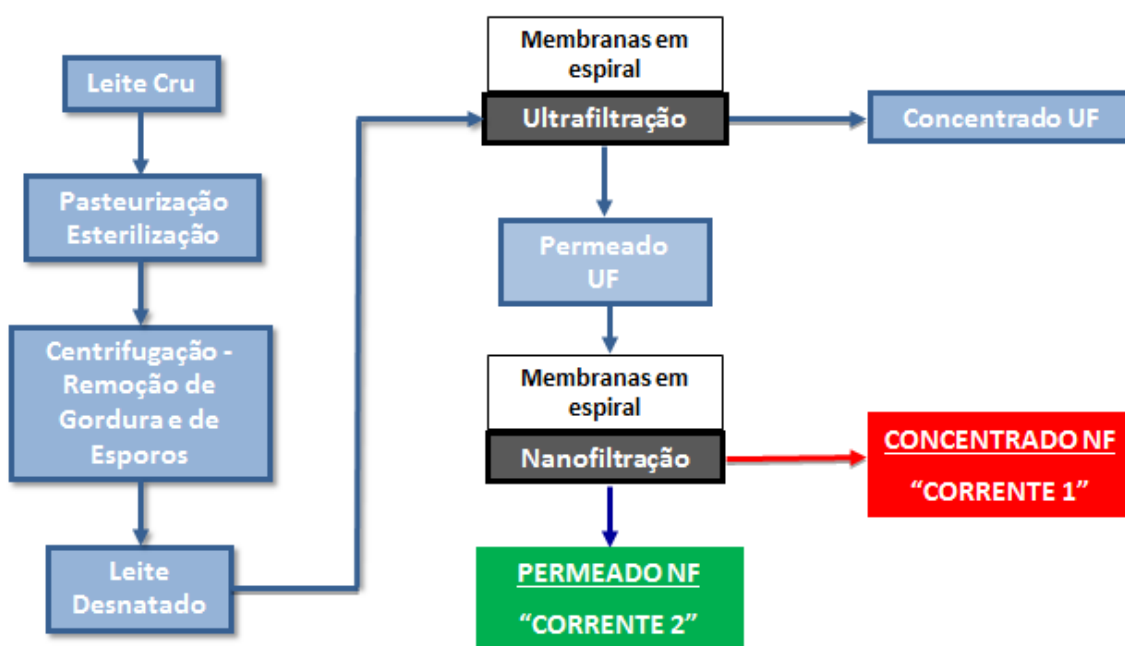 Leite Cru
Pasteurização
Esterilização
Centrifugação -
Remoção de
Gordura e de
Esporos
Leite
Desnatado
Membranas em
espiral
Ultrafiltração
Concentrado UF
Permeado
UF
Membranas em
espiral
Nanofiltração
CONCENTRADO NF
“CORRENTE 1”
PERMEADO NF
“CORRENTE 2”